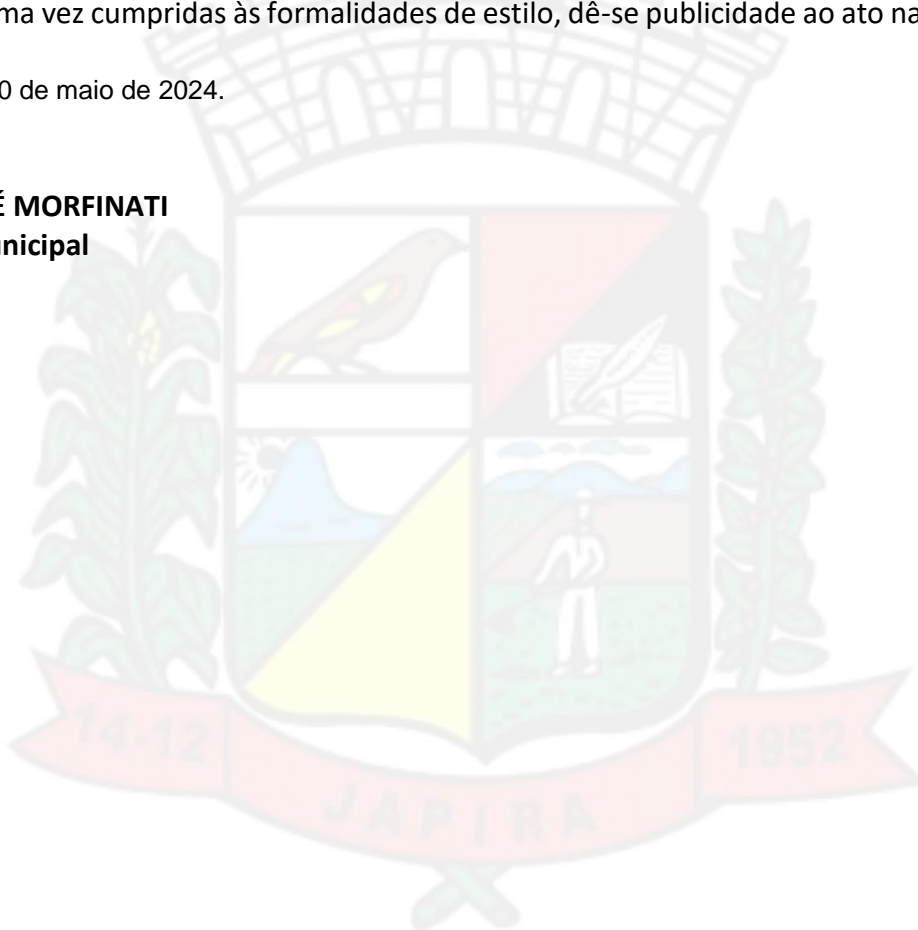 ma vez cumpridas às formalidades de estilo, dê-se publicidade ao ato na
0 de maio de 2024.
É MORFINATI
nicipal
14-12
1952
JAPIRA